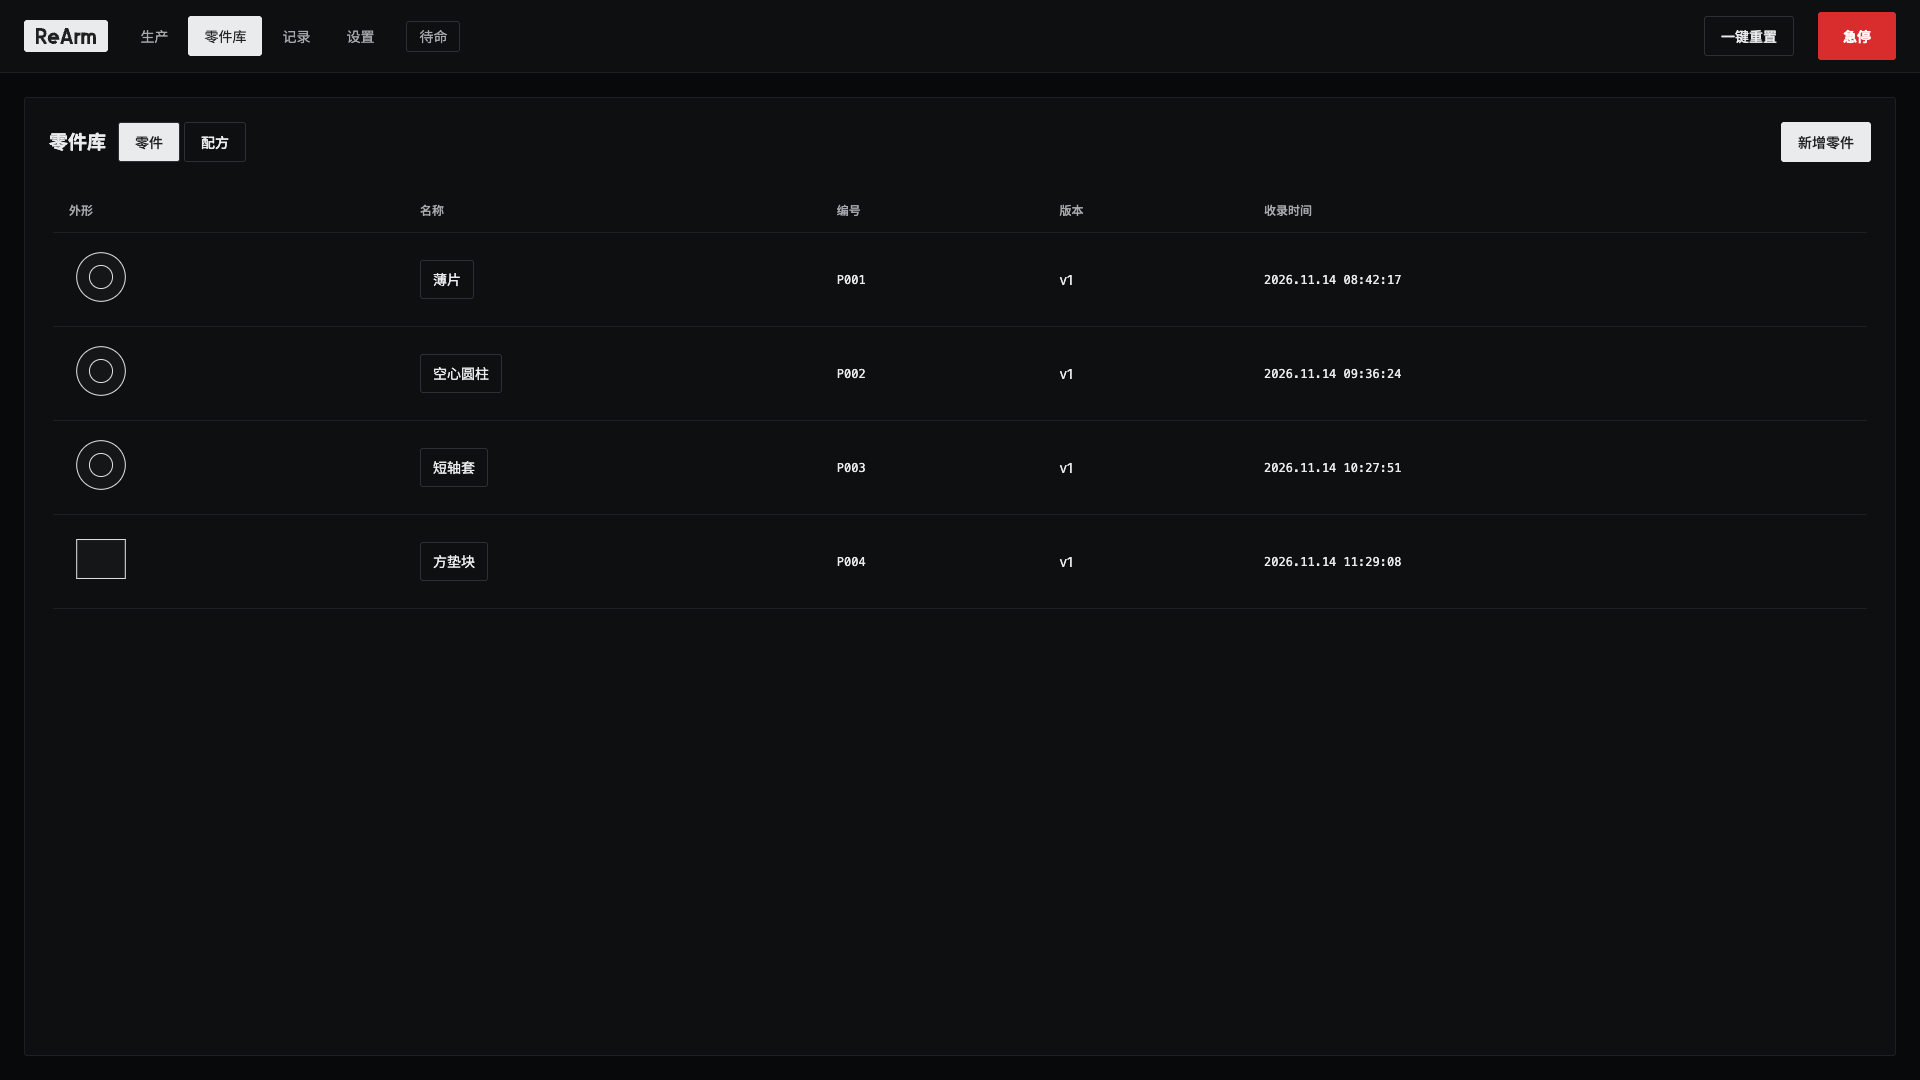 ReArm 生产 零件库 记录 设置 待命 一键重置 急停
零件库 零件 配方 新增零件
外形 名称 编号 版本 收录时间
薄片 P001 v1 2026.11.14 08:42:17
空心圆柱 P002 v1 2026.11.14 09:36:24
短轴套 P003 v1 2026.11.14 10:27:51
方垫块 P004 v1 2026.11.14 11:29:08